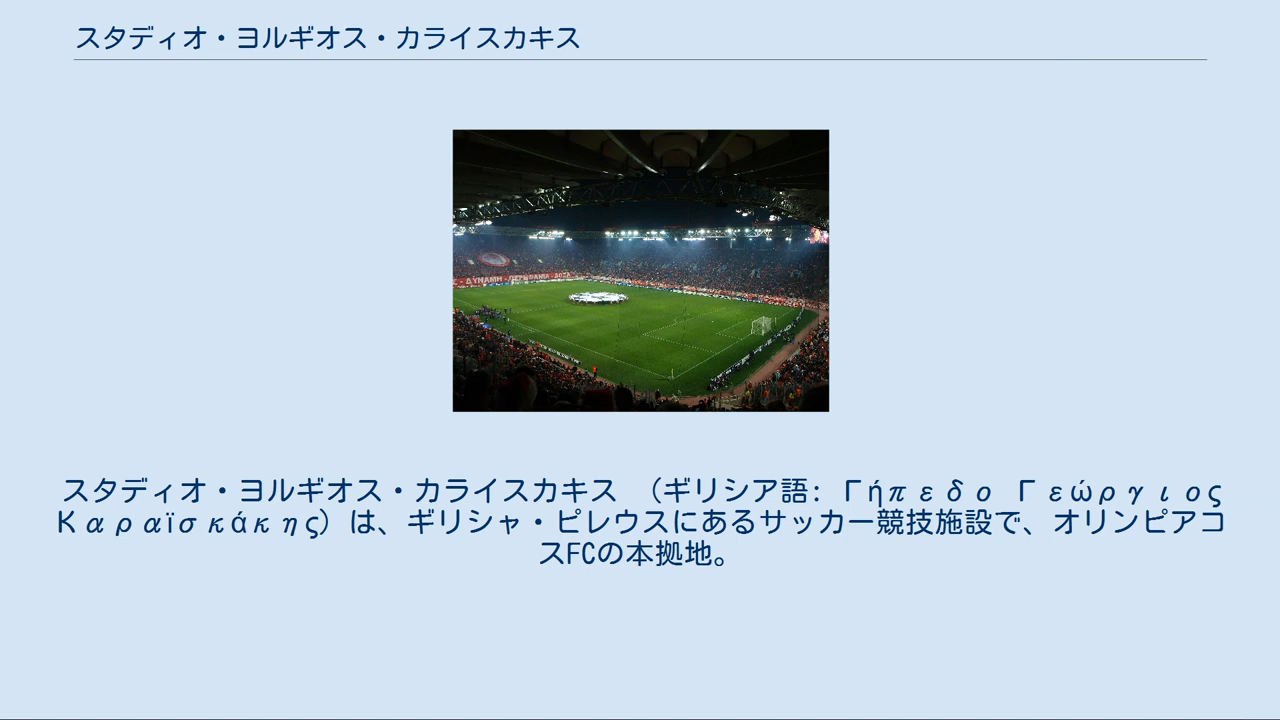 スタディオ・ヨルギオス・カライスカキス
スタディオ・ヨルギオス・カライスカキス （ギリシア語: Γήπεδο Γεώργιος
Καραϊσκάκης）は、ギリシャ・ピレウスにあるサッカー競技施設で、オリンピアコ
スFCの本拠地。